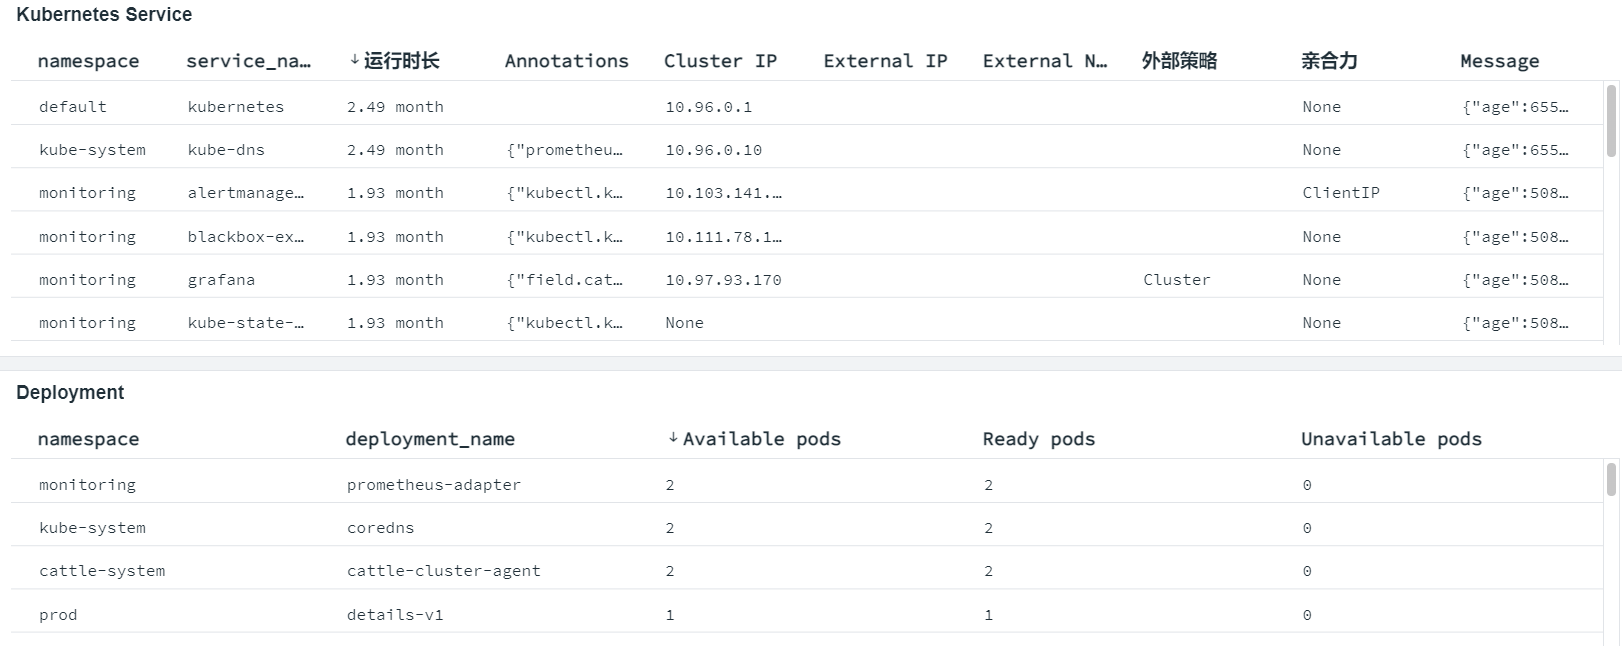 Kubernetes Service
namespace service_na… ↓运行时长 Annotations Cluster IP External IP External N… 外部策略 亲合力 Message
default kubernetes 2.49 month 10.96.0.1 None {"age":655…
kube-system kube-dns 2.49 month {"prometheu… 10.96.0.10 None {"age":655…
monitoring alertmanage… 1.93 month {"kubectl.k… 10.103.141.… ClientIP {"age":508…
monitoring blackbox-ex… 1.93 month {"kubectl.k… 10.111.78.1… None {"age":508…
monitoring grafana 1.93 month {"field.cat… 10.97.93.170 Cluster None {"age":508…
monitoring kube-state-… 1.93 month {"kubectl.k… None None {"age":508…
Deployment
namespace deployment_name ↓Available pods Ready pods Unavailable pods
monitoring prometheus-adapter 2 2 0
kube-system coredns 2 2 0
cattle-system cattle-cluster-agent 2 2 0
prod details-v1 1 1 0